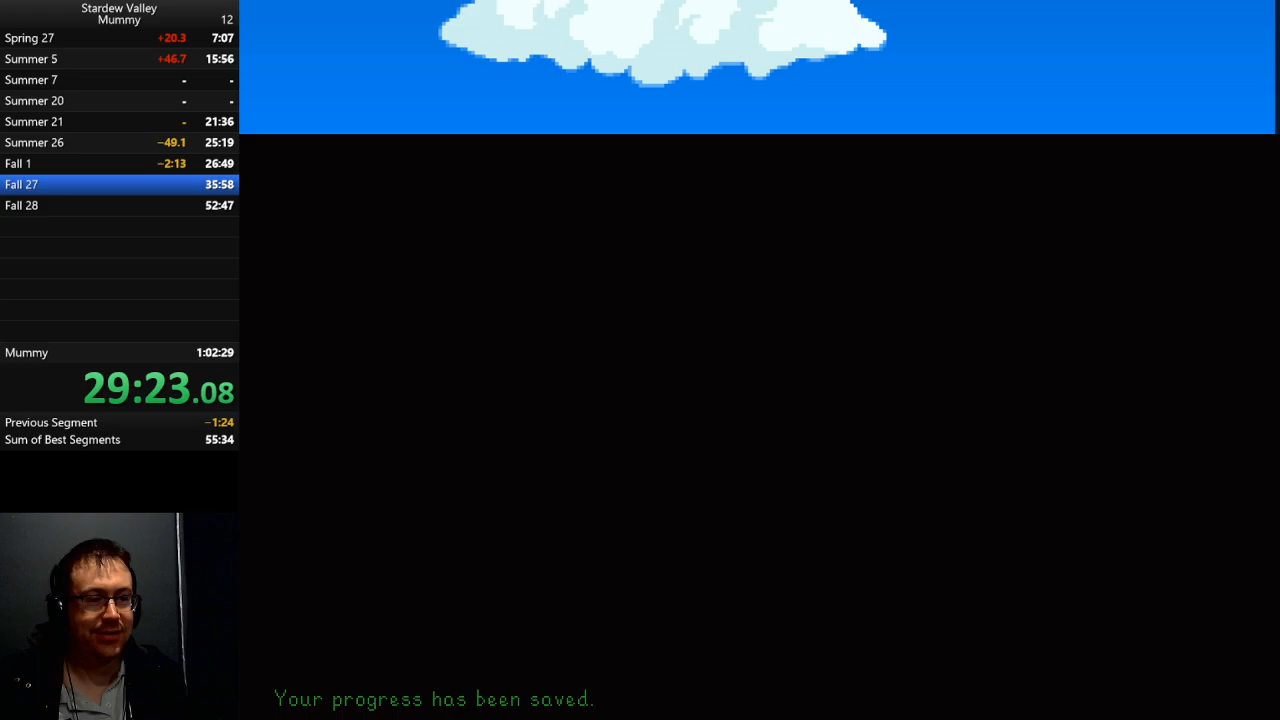 Stardew Valley
Mummy 12
Spring 27 +20.3 7:07
Summer 5 +46.7 15:56
Summer 7 - -
Summer 20 - -
Summer 21 - 21:36
Summer 26 −49.1 25:19
Fall 1 −2:13 26:49
Fall 27 35:58
Fall 28 52:47
Mummy 1:02:29
29:23.08
Previous Segment −1:24
Sum of Best Segments 55:34
Your progress has been saved.